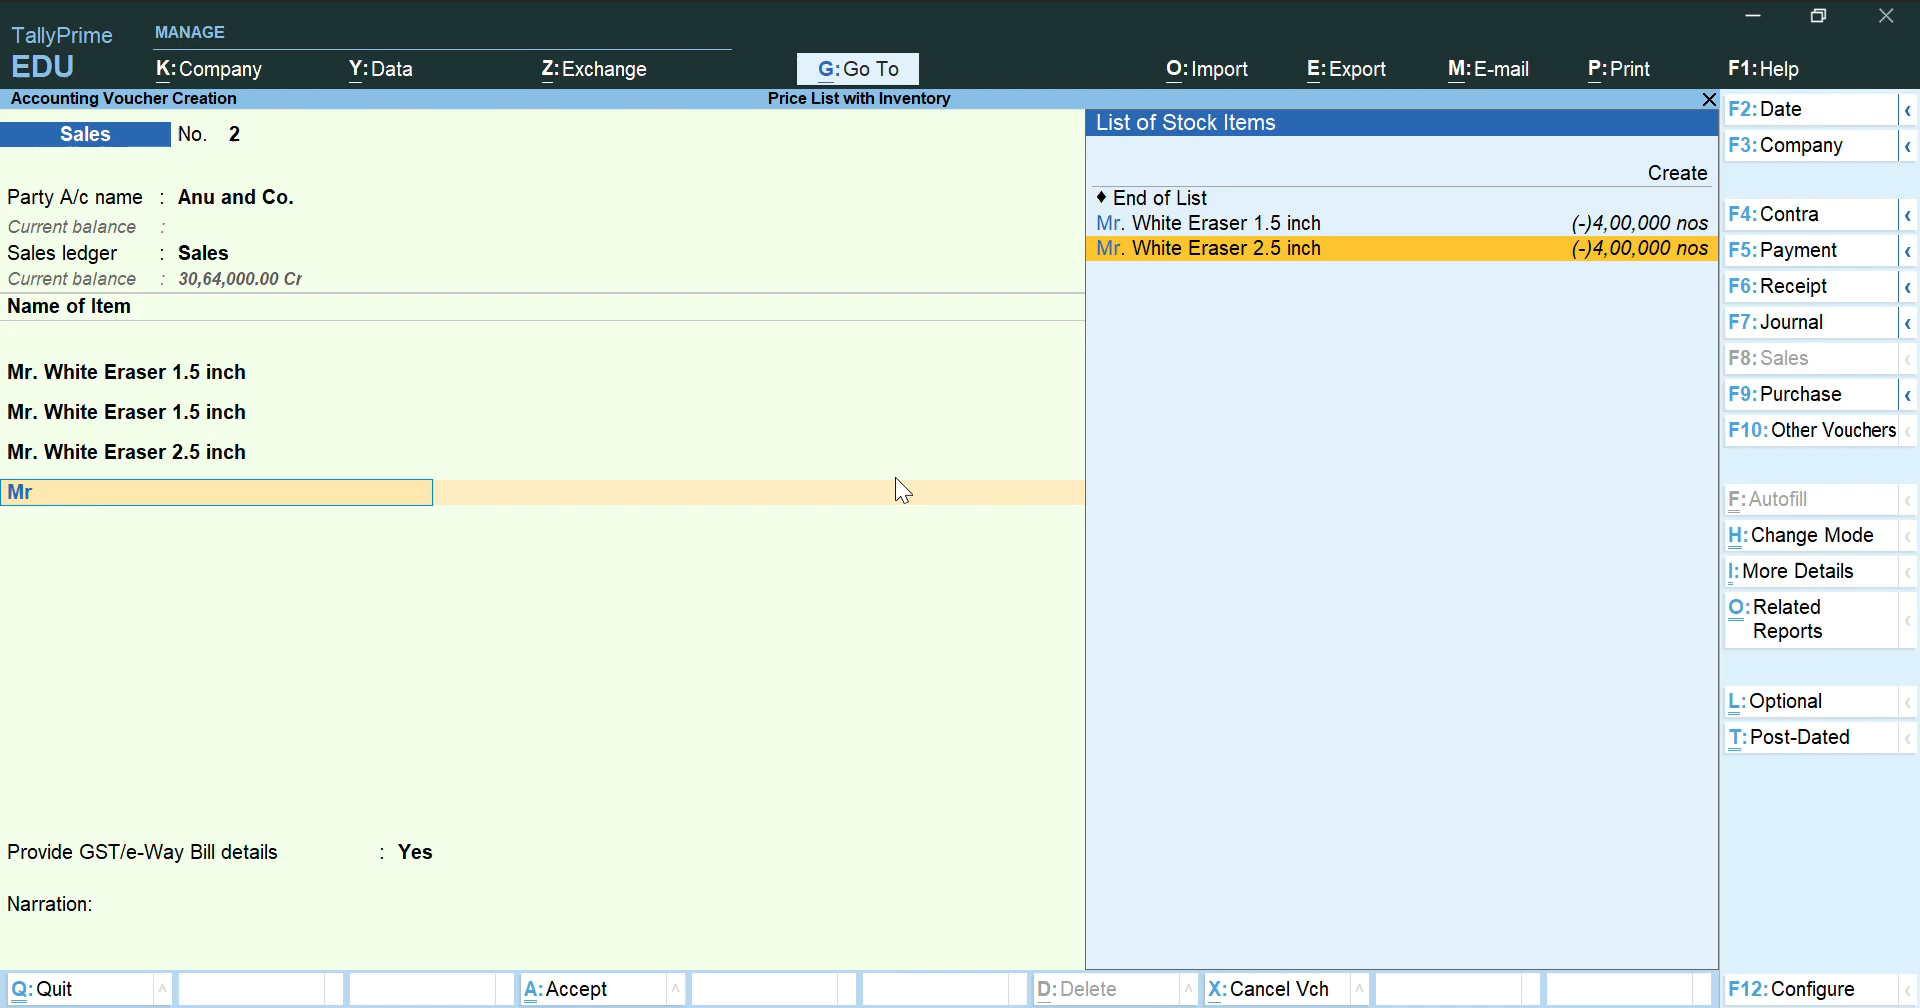 TallyPrime
EDU
MANAGE
K:Company Y:Data Z:Exchange G:Go To O:Import E:Export M:E-mail P:Print F1:Help
Accounting Voucher Creation Price List with Inventory
Sales No. 2
Party A/c name : Anu and Co.
Current balance :
Sales ledger : Sales
Current balance : 30,64,000.00 Cr
Name of Item
Mr. White Eraser 1.5 inch
Mr. White Eraser 1.5 inch
Mr. White Eraser 2.5 inch
Mr
Provide GST/e-Way Bill details : Yes
Narration:
List of Stock Items
Create
♦ End of List
Mr. White Eraser 1.5 inch (-)4,00,000 nos
Mr. White Eraser 2.5 inch (-)4,00,000 nos
F2:Date
F3:Company
F4:Contra
F5:Payment
F6:Receipt
F7:Journal
F8:Sales
F9:Purchase
F10:Other Vouchers
F:Autofill
H:Change Mode
I:More Details
O:Related
Reports
L:Optional
T:Post-Dated
Q:Quit A:Accept D:Delete X:Cancel Vch F12:Configure